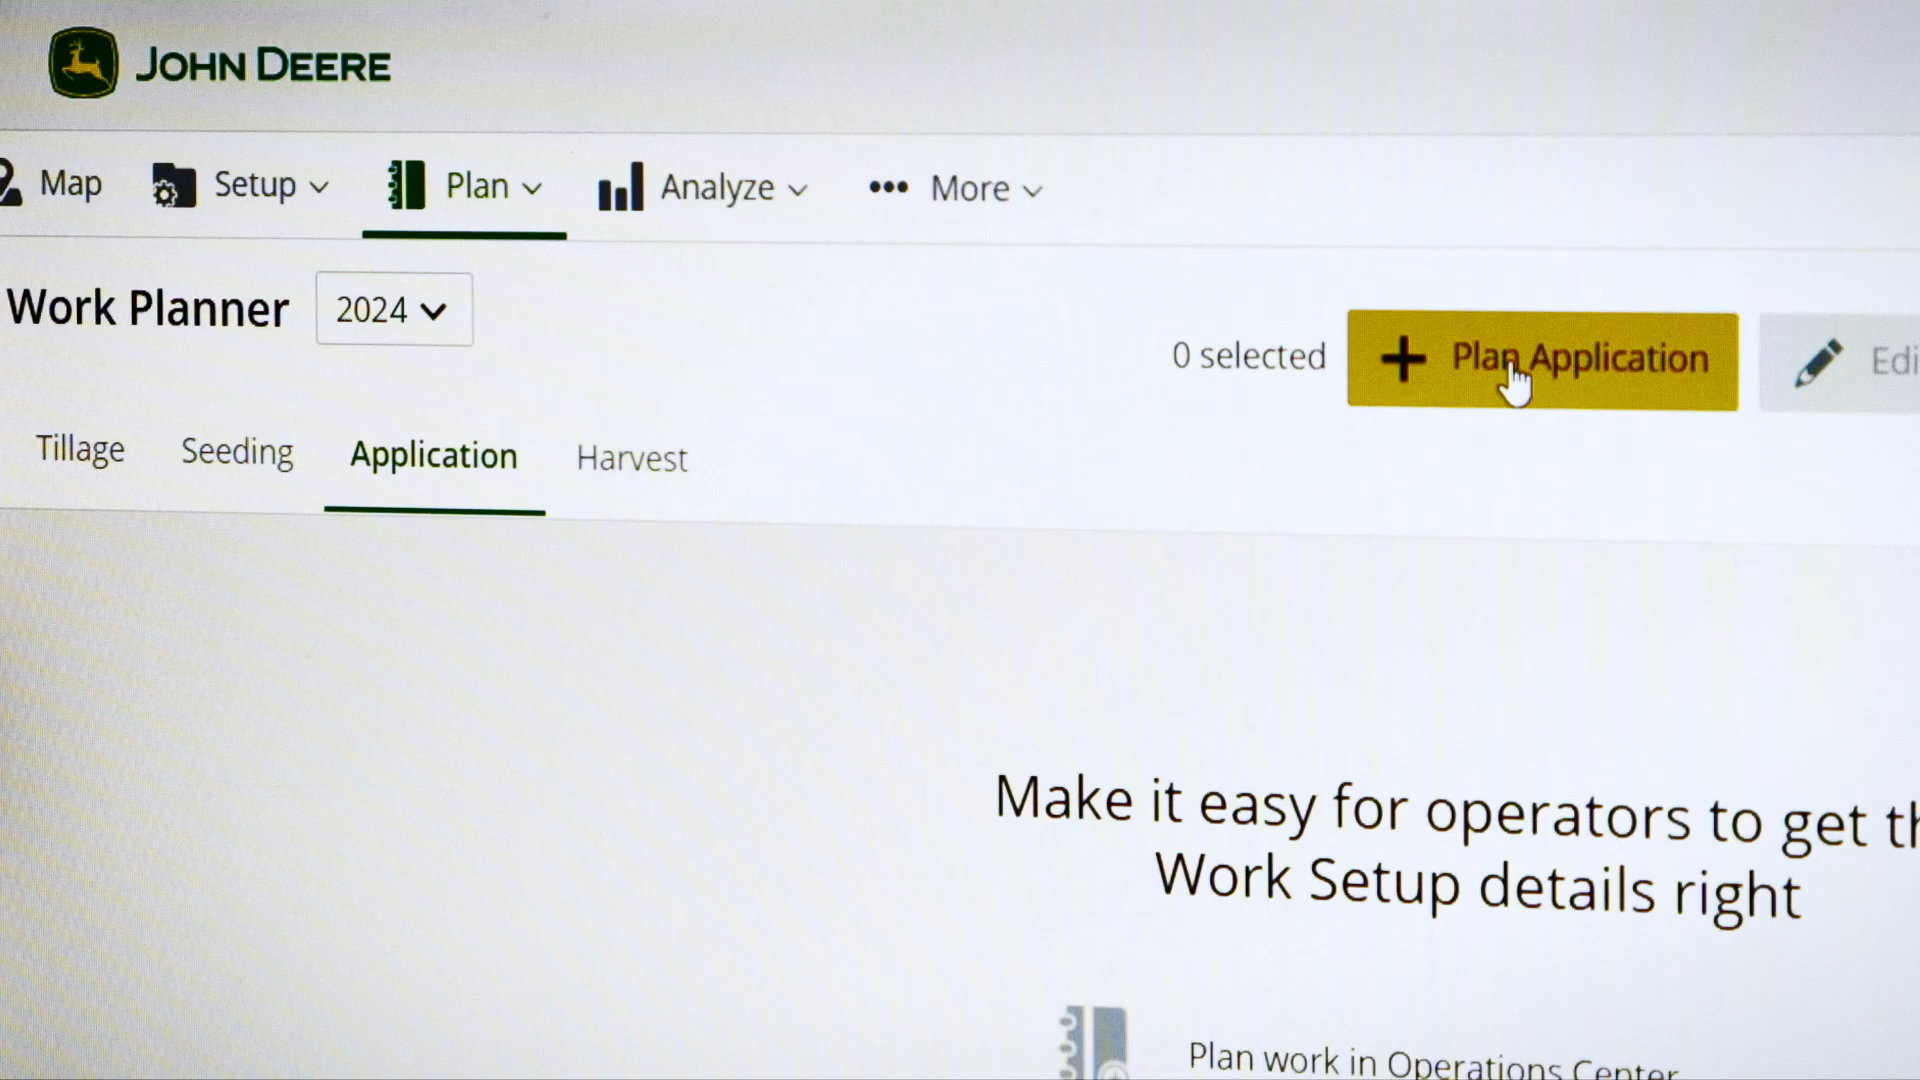 JOHN DEERE
Map Setup Plan Analyze More
Work Planner 2024
0 selected Plan Application
Tillage Seeding Application Harvest
Make it easy for operators to get
Work Setup details right
Plan work in Operations Center